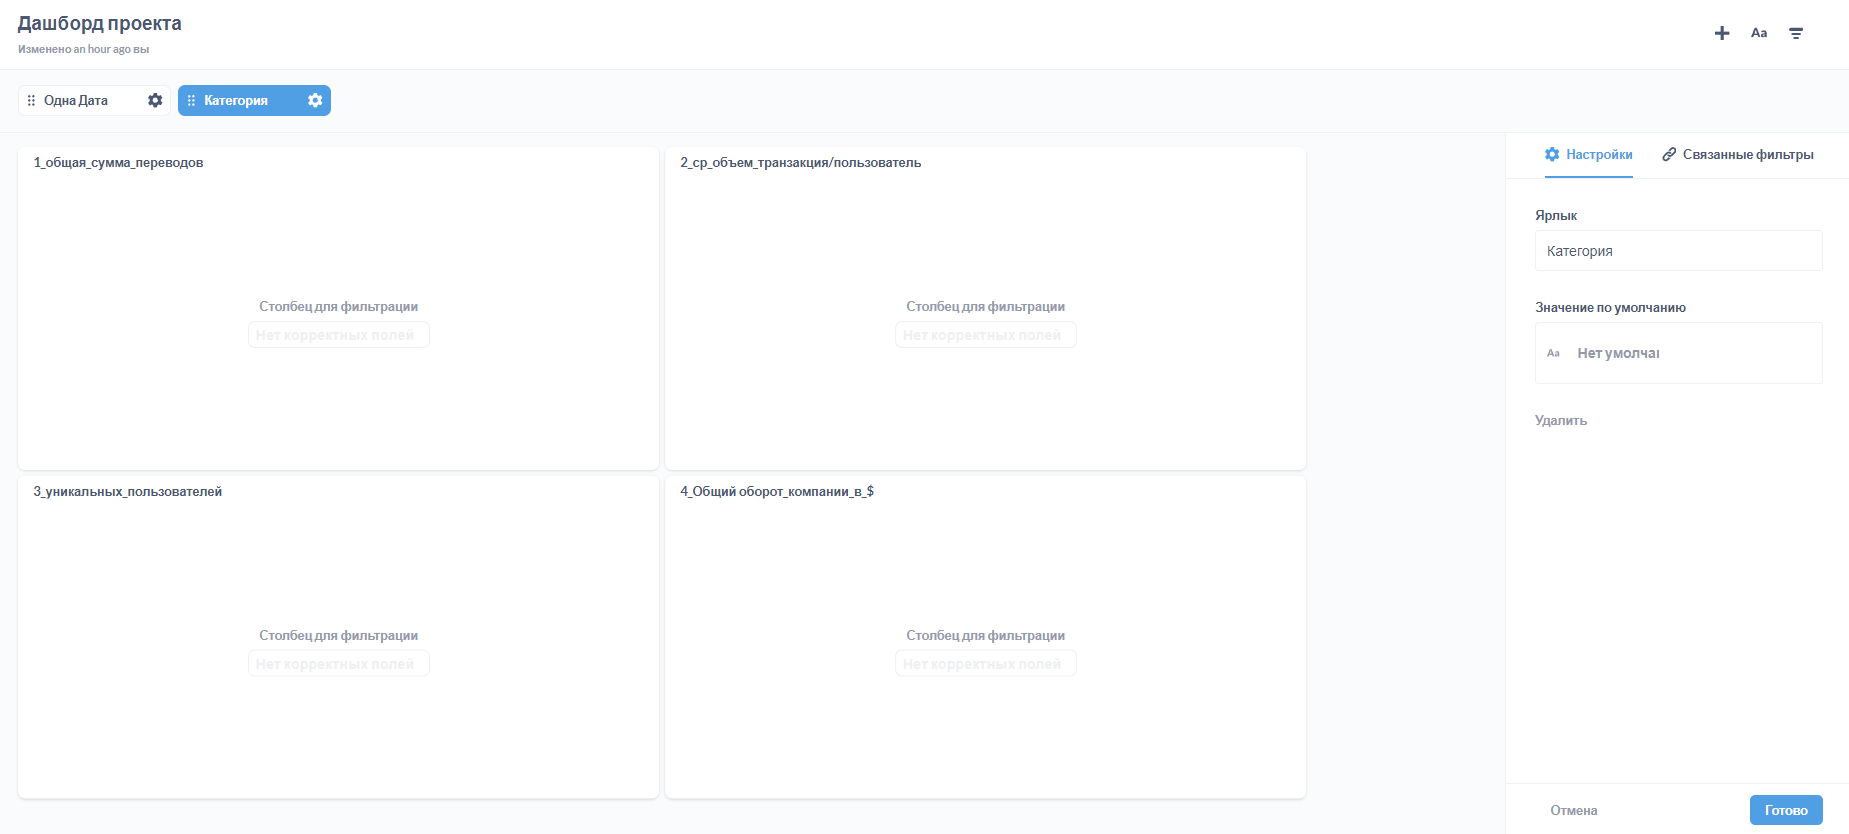 Дашборд проекта
Изменено an hour ago вы
Aa
Одна Дата
Категория
1_общая_сумма_переводов
2_ср_объем_транзакция/пользователь
Настройки
Связанные фильтры
Ярлык
Категория
Столбец для фильтрации
Нет корректных полей
Столбец для фильтрации
Нет корректных полей
Значение по умолчанию
Aa Нет умолчан
Удалить
3_уникальных_пользователей
4_Общий оборот_компании_в_$
Столбец для фильтрации
Нет корректных полей
Столбец для фильтрации
Нет корректных полей
Отмена
Готово